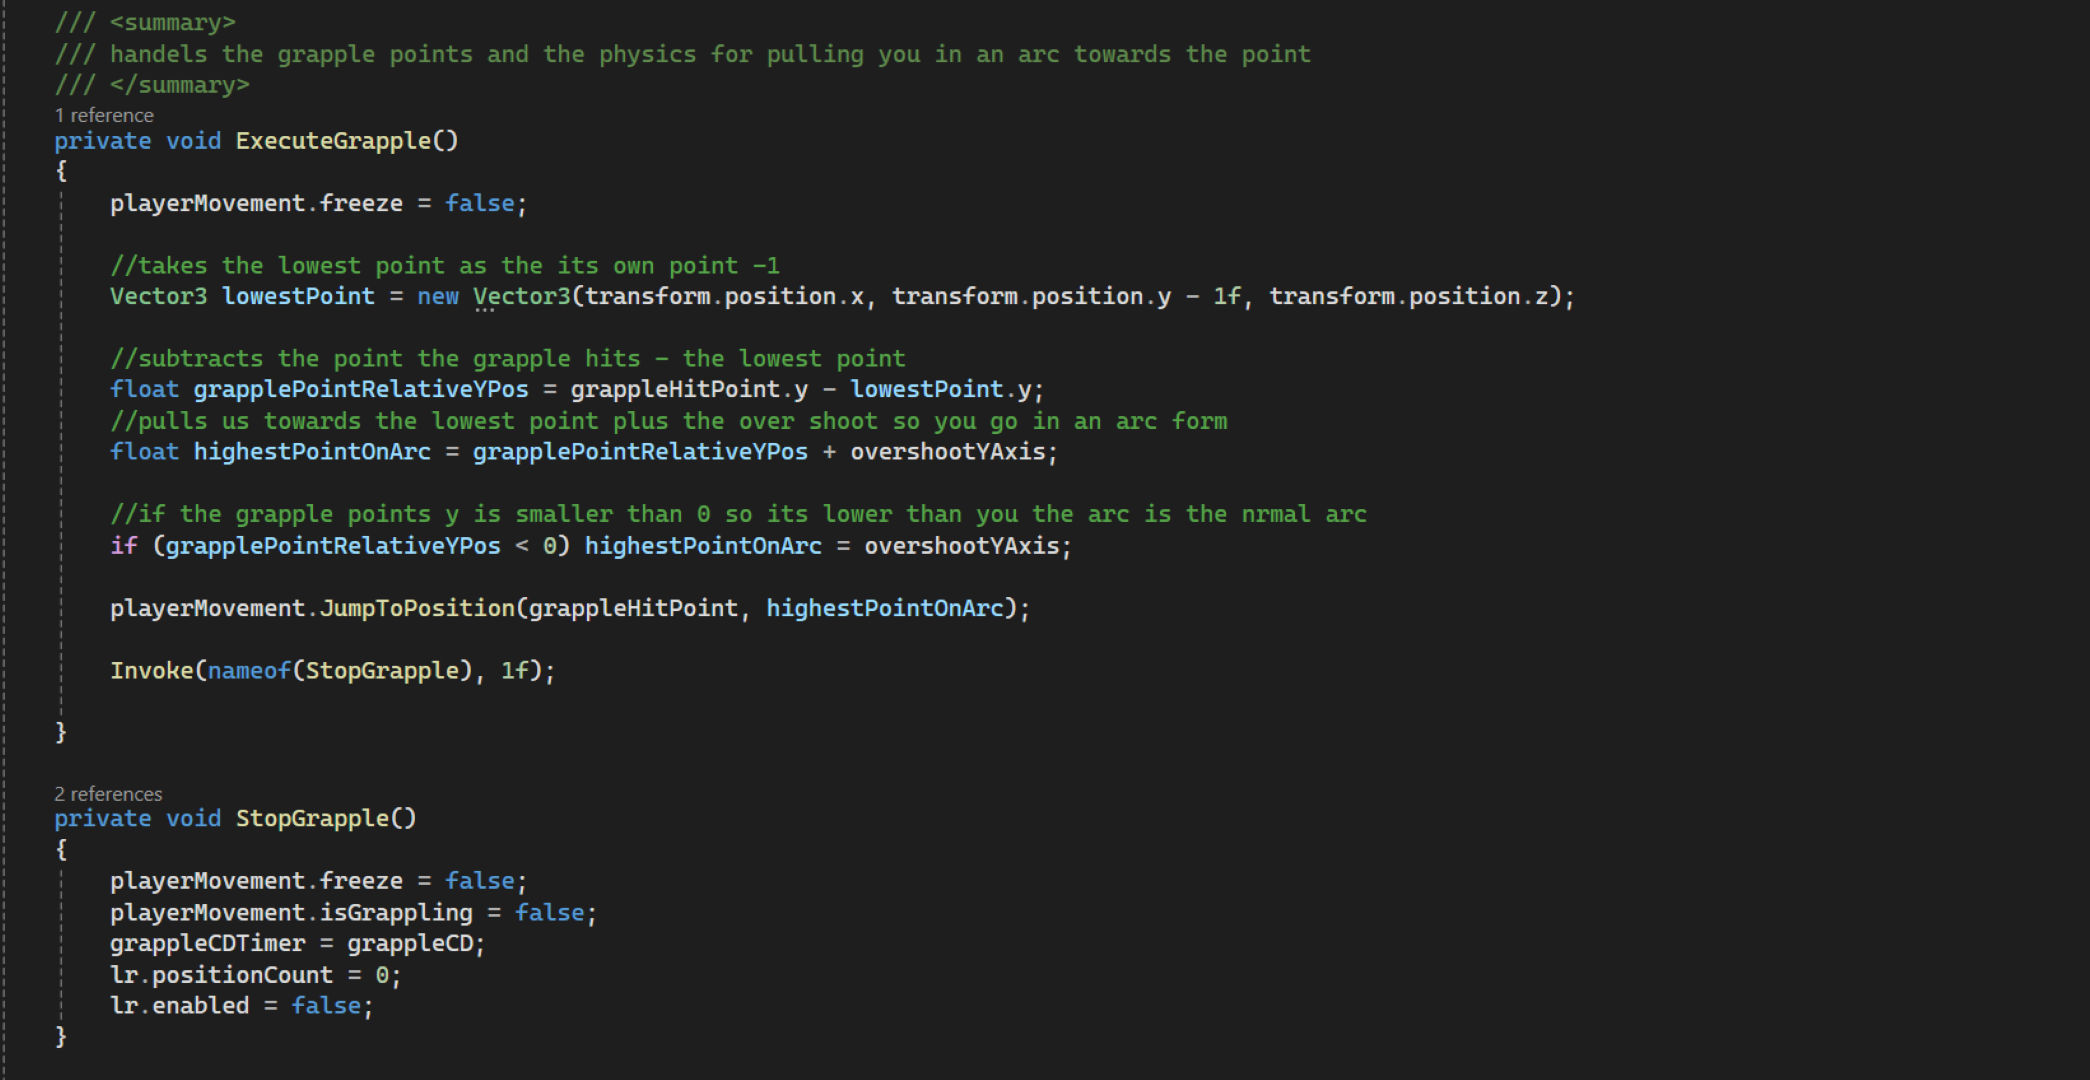 /// <summary>
/// handels the grapple points and the physics for pulling you in an arc towards the point
/// </summary>
1 reference
private void ExecuteGrapple()
{
playerMovement.freeze = false;
//takes the lowest point as the its own point -1
Vector3 lowestPoint = new Vector3(transform.position.x, transform.position.y - 1f, transform.position.z);
//subtracts the point the grapple hits - the lowest point
float grapplePointRelativeYPos = grappleHitPoint.y - lowestPoint.y;
//pulls us towards the lowest point plus the over shoot so you go in an arc form
float highestPointOnArc = grapplePointRelativeYPos + overshootYAxis;
//if the grapple points y is smaller than 0 so its lower than you the arc is the nrmal arc
if (grapplePointRelativeYPos < 0) highestPointOnArc = overshootYAxis;
playerMovement.JumpToPosition(grappleHitPoint, highestPointOnArc);
Invoke(nameof(StopGrapple), 1f);
}
2 references
private void StopGrapple()
{
playerMovement.freeze = false;
playerMovement.isGrappling = false;
grappleCDTimer = grappleCD;
lr.positionCount = 0;
lr.enabled = false;
}